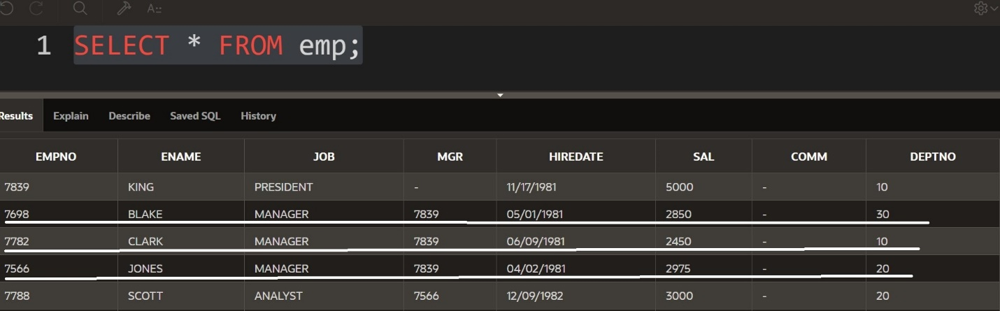 A::
1 SELECT * FROM emp;
Results Explain Describe Saved SQL History
EMPNO ENAME JOB MGR HIREDATE SAL COMM DEPTNO
7839 KING PRESIDENT - 11/17/1981 5000 - 10
7698 BLAKE MANAGER 7839 05/01/1981 2850 - 30
7782 CLARK MANAGER 7839 06/09/1981 2450 - 10
7566 JONES MANAGER 7839 04/02/1981 2975 - 20
7788 SCOTT ANALYST 7566 12/09/1982 3000 - 20